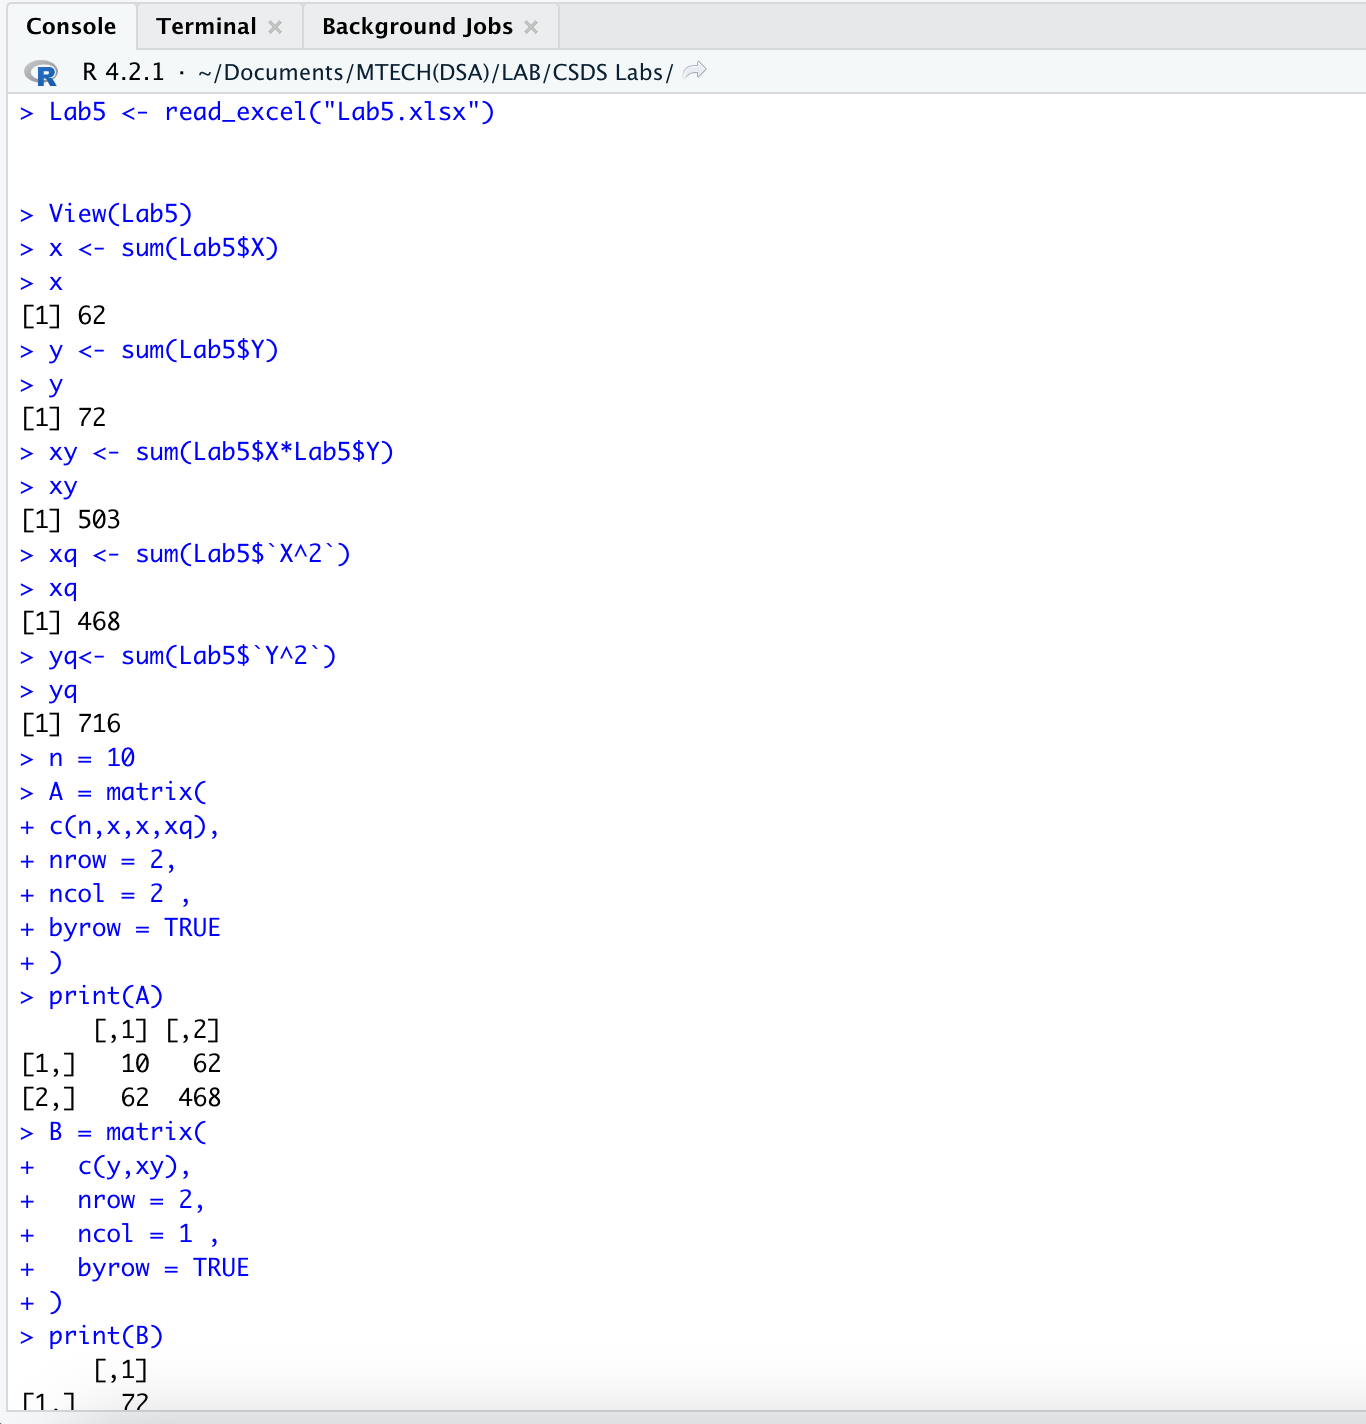 Console Terminal Background Jobs
R 4.2.1 · ~/Documents/MTECH(DSA)/LAB/CSDS Labs/
> Lab5 <- read_excel("Lab5.xlsx")
> View(Lab5)
> x <- sum(Lab5$X)
> x
[1] 62
> y <- sum(Lab5$Y)
> y
[1] 72
> xy <- sum(Lab5$X*Lab5$Y)
> xy
[1] 503
> xq <- sum(Lab5$`X^2`)
> xq
[1] 468
> yq<- sum(Lab5$`Y^2`)
> yq
[1] 716
> n = 10
> A = matrix(
+ c(n,x,x,xq),
+ nrow = 2,
+ ncol = 2 ,
+ byrow = TRUE
+ )
> print(A)
     [,1] [,2]
[1,]   10   62
[2,]   62  468
> B = matrix(
+   c(y,xy),
+   nrow = 2,
+   ncol = 1 ,
+   byrow = TRUE
+ )
> print(B)
     [,1]
[1,]   72